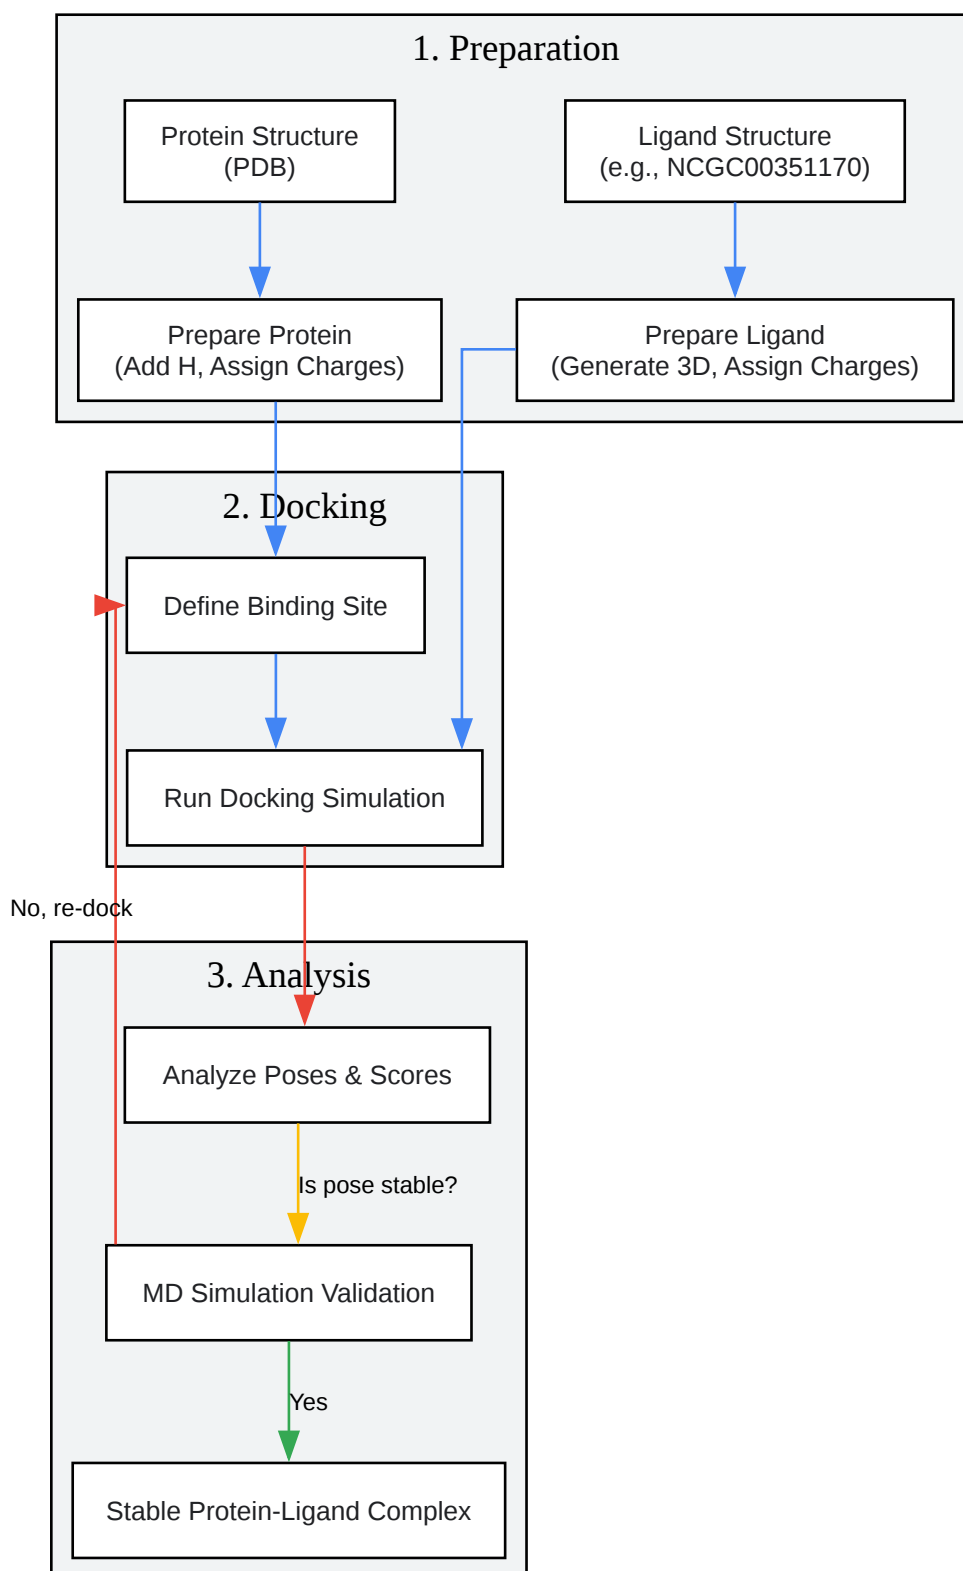 1. Preparation
Protein Structure
(PDB)
Ligand Structure
(e.g., NCGC00351170)
Prepare Protein
(Add H, Assign Charges)
Prepare Ligand
(Generate 3D, Assign Charges)
2. Docking
Define Binding Site
Run Docking Simulation
No, re-dock
3. Analysis
Analyze Poses & Scores
Is pose stable?
MD Simulation Validation
Yes
Stable Protein-Ligand Complex